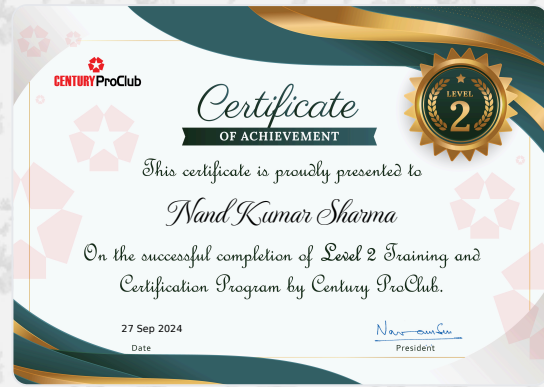 CENTURY ProClub
Certificate
OF ACHIEVEMENT
LEVEL
2
This certificate is proudly presented to
Nand Kumar Sharma
On the successful completion of Level 2 Training and
Certification Program by Century ProClub.
27 Sep 2024
Date
President